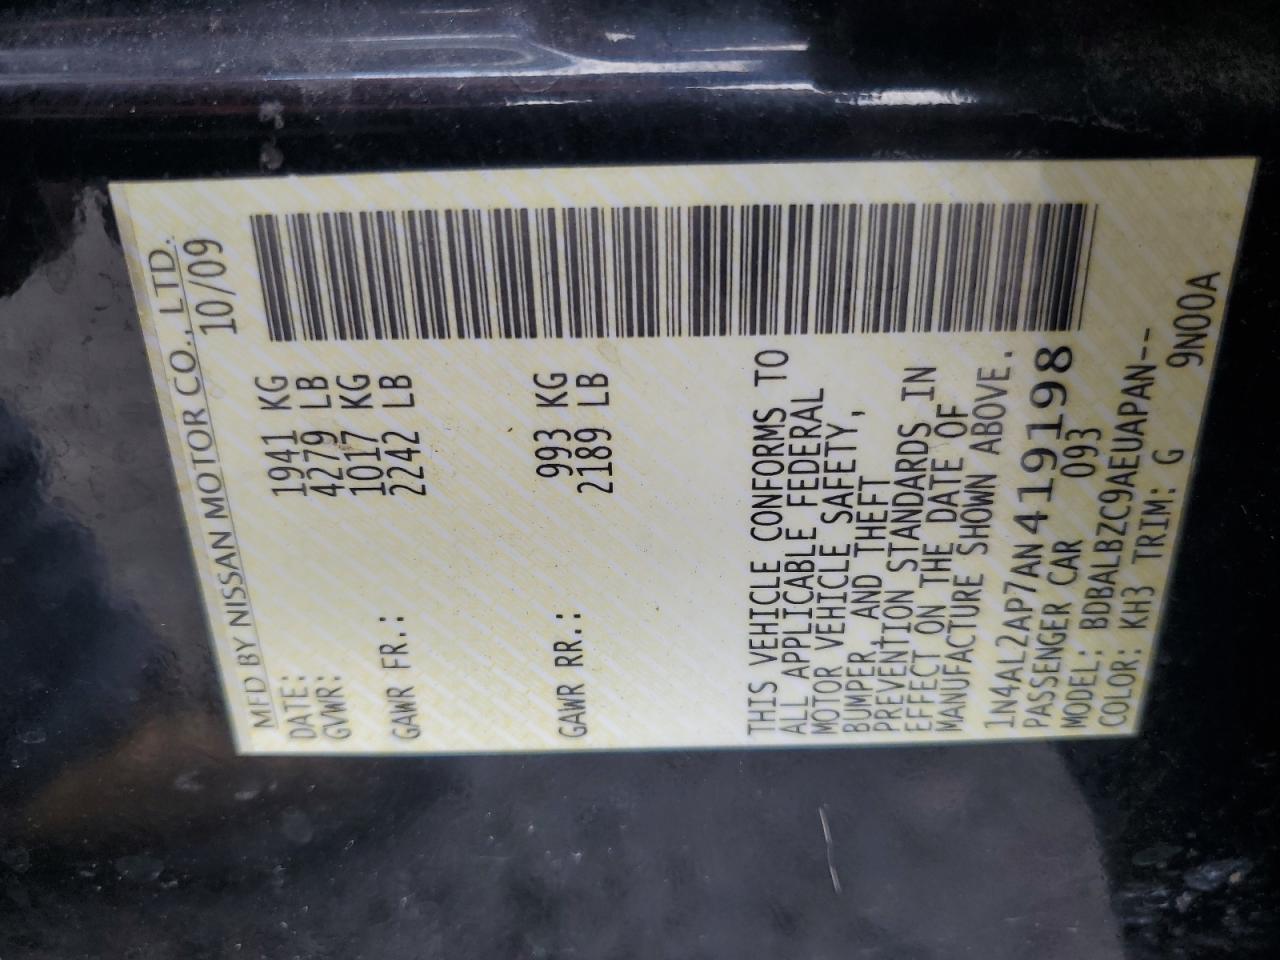 MFD BY NISSAN MOTOR CO., LTD.
DATE: 10/09
GVWR: 1941 KG
4279 LB
GAWR FR.: 1017 KG
2242 LB
GAWR RR.: 993 KG
2189 LB
THIS VEHICLE CONFORMS TO
ALL APPLICABLE FEDERAL
MOTOR VEHICLE SAFETY,
BUMPER, AND THEFT
PREVENTION STANDARDS IN
EFFECT ON THE DATE OF
MANUFACTURE SHOWN ABOVE.
1N4AL2AP7AN419198
PASSENGER CAR 093
MODEL: BDBALBZC9AEUAPAN--
COLOR: KH3 TRIM: G 9N00A